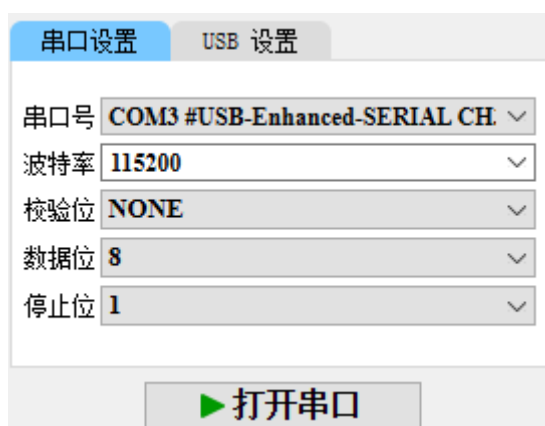 串口设置 USB 设置
串口号 COM3 #USB-Enhanced-SERIAL CH
波特率 115200
校验位 NONE
数据位 8
停止位 1
打开串口